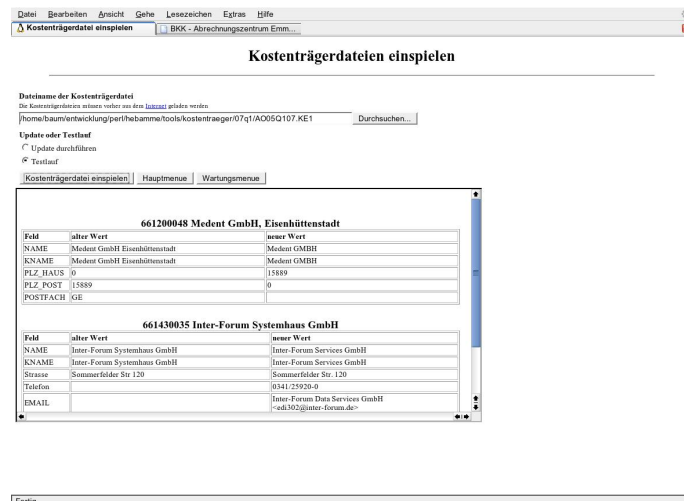 Datei Bearbeiten Ansicht Gehe Lesezeichen Extras Hilfe
Kostenträgerdatei einspielen BKK - Abrechnungszentrum Emm...
Kostenträgerdateien einspielen
Dateiname der Kostenträgerdatei
Die Kostenträgerdateien müssen vorher aus dem Internet geladen werden
/home/baum/entwicklung/perl/hebamme/tools/kostentraeger/07q1/AO05Q107.KE1 Durchsuchen...
Update oder Testlauf
Update durchführen
Testlauf
Kostenträgerdatei einspielen Hauptmenue Wartungsmenue
661200048 Medent GmbH, Eisenhüttenstadt
Feld alter Wert neuer Wert
NAME Medent GmbH Eisenhüttenstadt Medent GMBH
KNAME Medent GmbH Eisenhüttenstadt Medent GMBH
PLZ_HAUS 0 15889
PLZ_POST 15889 0
POSTFACH GE
661430035 Inter-Forum Systemhaus GmbH
Feld alter Wert neuer Wert
NAME Inter-Forum Systemhaus GmbH Inter-Forum Services GmbH
KNAME Inter-Forum Systemhaus GmbH Inter-Forum Services GmbH
Strasse Sommerfelder Str 120 Sommerfelder Str. 120
Telefon 0341/25920-0
EMAIL Inter-Forum Data Services GmbH
<edi302@inter-forum.de>
Fertig